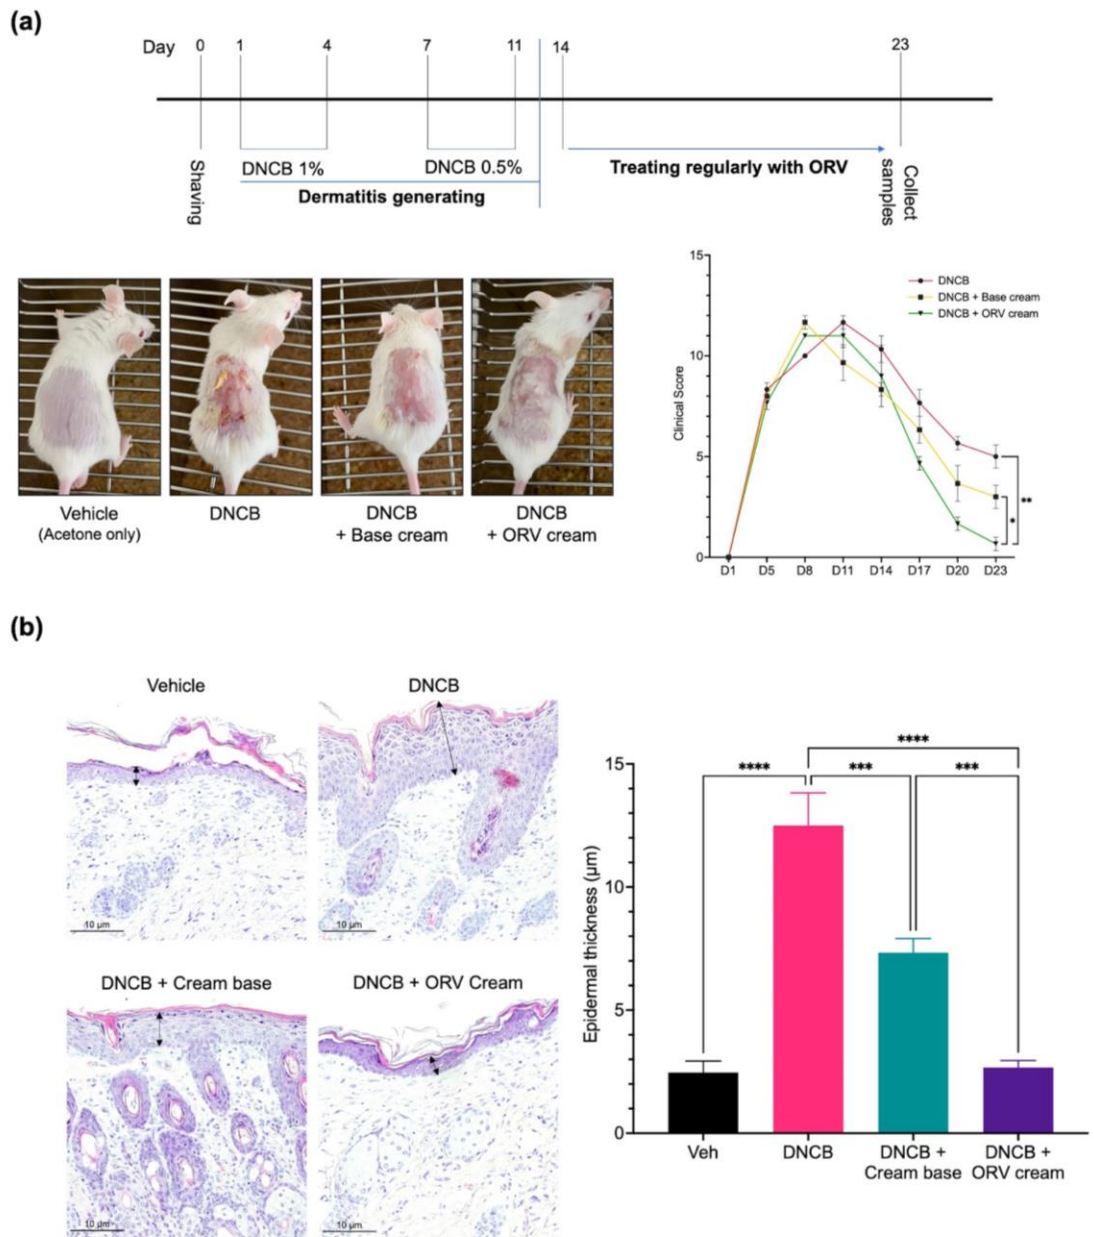 (a)
Day 0 1 4 7 11 14 23
Shaving
DNCB 1%
DNCB 0.5%
Dermatitis generating
Treating regularly with ORV
Collect
samples
Vehicle
(Acetone only)
DNCB
DNCB
+ Base cream
DNCB
+ ORV cream
15
10
5
0
Clinical Score
DNCB
DNCB + Base cream
DNCB + ORV cream
**
*
D1 D5 D8 D11 D14 D17 D20 D23
(b)
Vehicle
10 µm
DNCB
10 µm
DNCB + Cream base
10 µm
DNCB + ORV Cream
10 µm
Epidermal thickness (µm)
15
10
5
0
****
**** *** ***
Veh
DNCB
DNCB +
Cream base
DNCB +
ORV cream